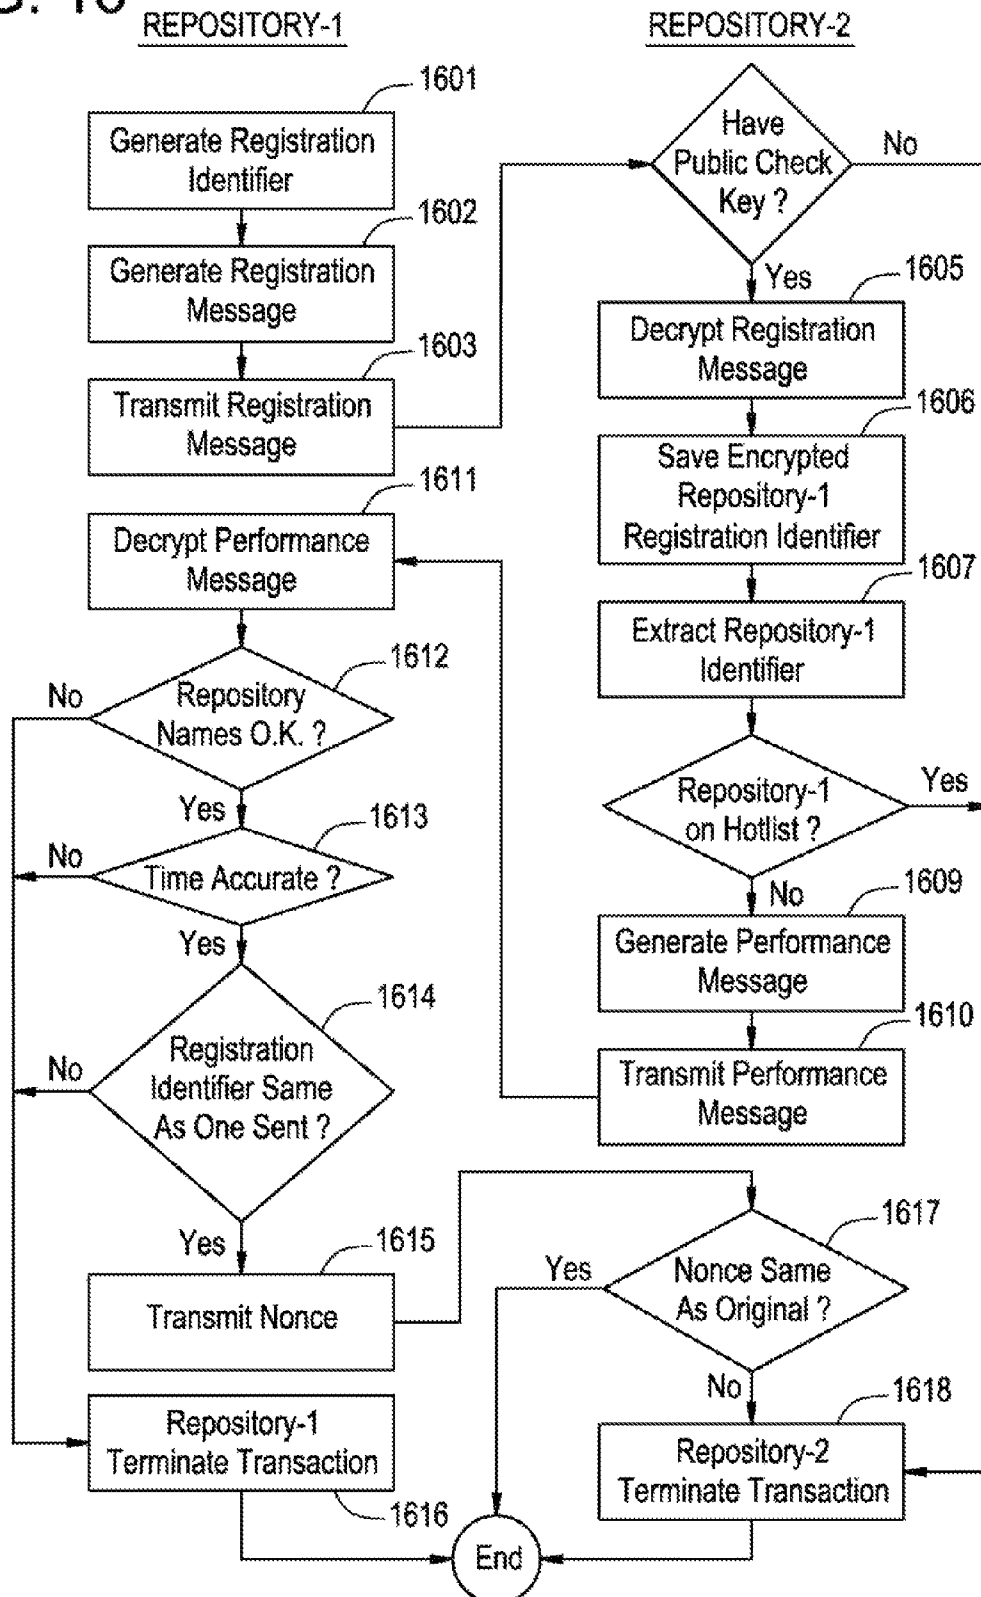 REPOSITORY-1
1601
Generate Registration
Identifier
1602
Generate Registration
Message
1603
Transmit Registration
Message
1611
Decrypt Performance
Message
1612
Repository
Names O.K. ?
No
Yes
1613
Time Accurate ?
No
Yes
1614
Registration
Identifier Same
As One Sent ?
No
Yes
1615
Transmit Nonce
Repository-1
Terminate Transaction
1616
REPOSITORY-2
Have
Public Check
Key ?
No
Yes
1605
Decrypt Registration
Message
1606
Save Encrypted
Repository-1
Registration Identifier
1607
Extract Repository-1
Identifier
Repository-1
on Hotlist ?
Yes
No
1609
Generate Performance
Message
1610
Transmit Performance
Message
1617
Nonce Same
As Original ?
Yes
No
1618
Repository-2
Terminate Transaction
End